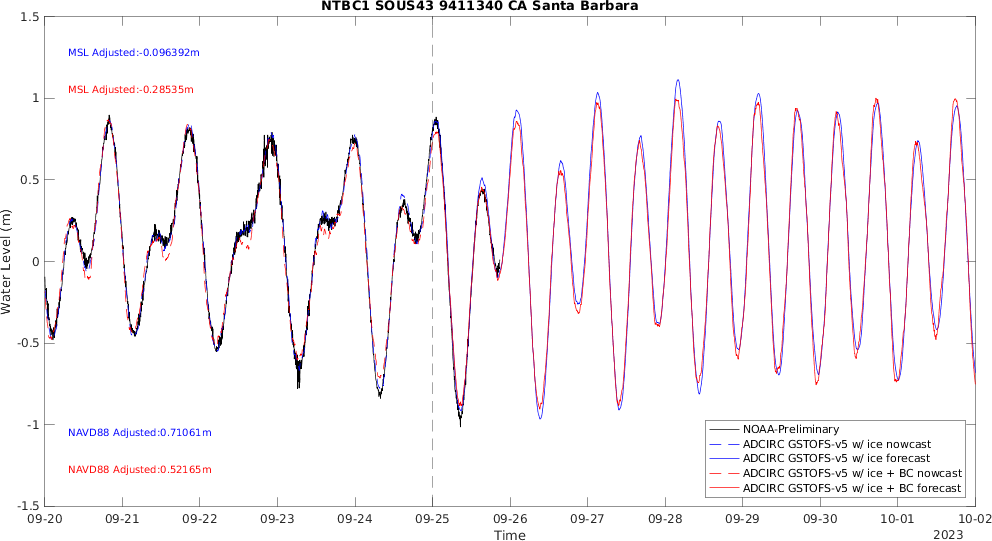 NTBC1 SOUS43 9411340 CA Santa Barbara
1.5
MSL Adjusted:-0.096392m
MSL Adjusted:-0.28535m
1
0.5
0
-0.5
-1
-1.5
Water Level (m)
NAVD88 Adjusted:0.71061m
NAVD88 Adjusted:0.52165m
NOAA-Preliminary
ADCIRC GSTOFS-v5 w/ ice nowcast
ADCIRC GSTOFS-v5 w/ ice forecast
ADCIRC GSTOFS-v5 w/ ice + BC nowcast
ADCIRC GSTOFS-v5 w/ ice + BC forecast
09-20 09-21 09-22 09-23 09-24 09-25 09-26 09-27 09-28 09-29 09-30 10-01 10-02
Time
2023